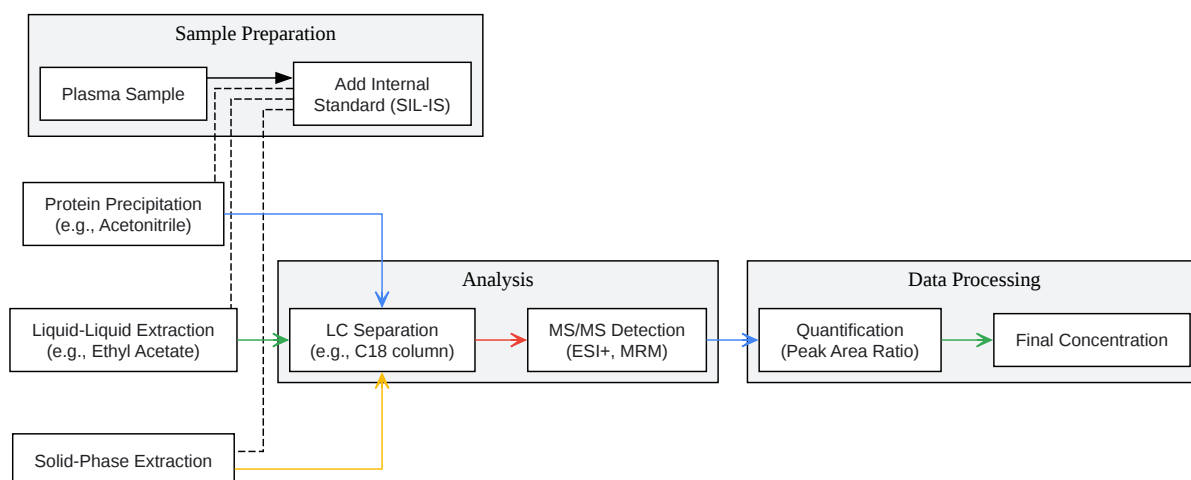 Sample Preparation
Plasma Sample
Add Internal
Standard (SIL-IS)
Protein Precipitation
(e.g., Acetonitrile)
Analysis
Data Processing
Liquid-Liquid Extraction
(e.g., Ethyl Acetate)
LC Separation
(e.g., C18 column)
MS/MS Detection
(ESI+, MRM)
Quantification
(Peak Area Ratio)
Final Concentration
Solid-Phase Extraction